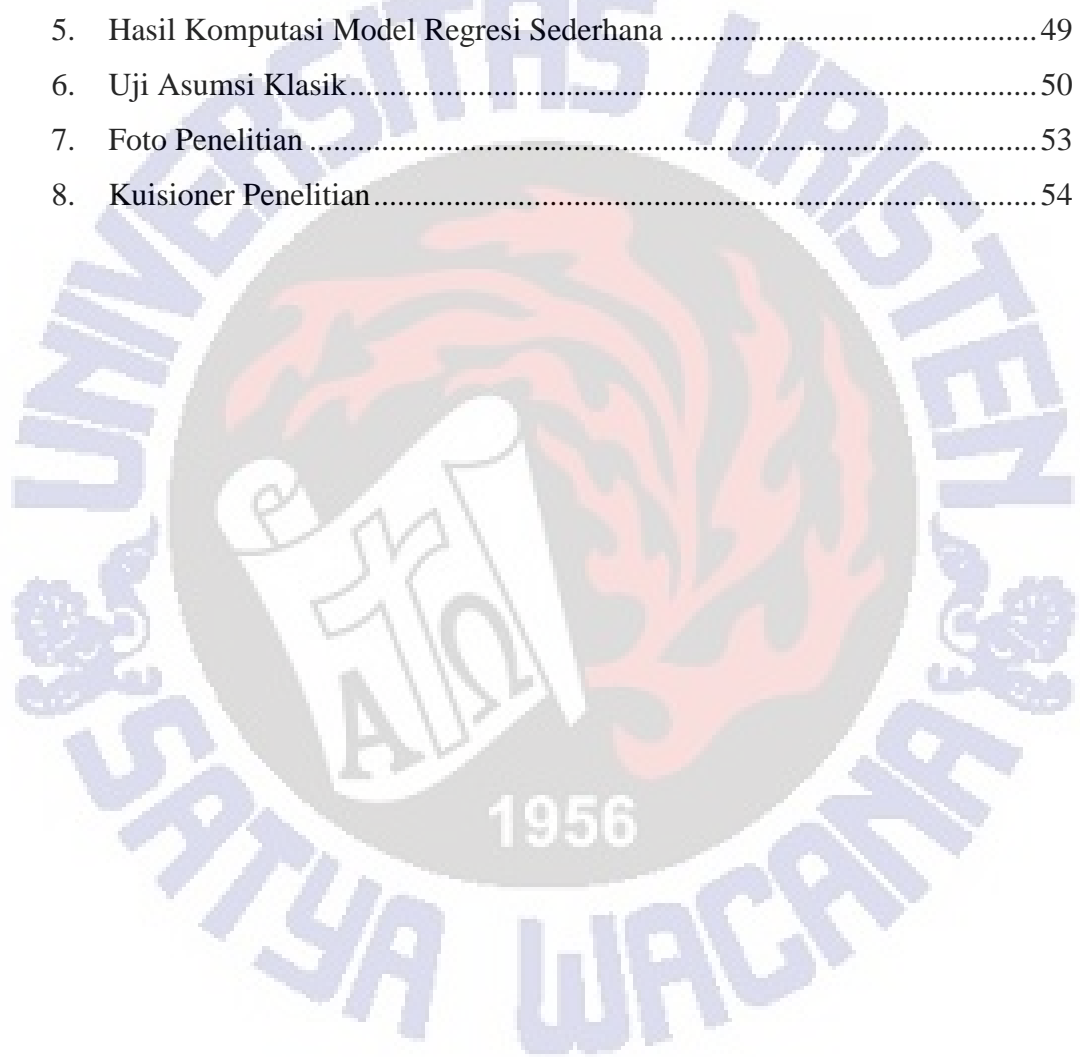 5. Hasil Komputasi Model Regresi Sederhana ............................................ 49
6. Uji Asumsi Klasik ................................................................................... 50
7. Foto Penelitian ........................................................................................ 53
8. Kuisioner Penelitian ................................................................................ 54
UNIVERSITAS KRISTEN
Α Ω
1956
SATYA WACANA